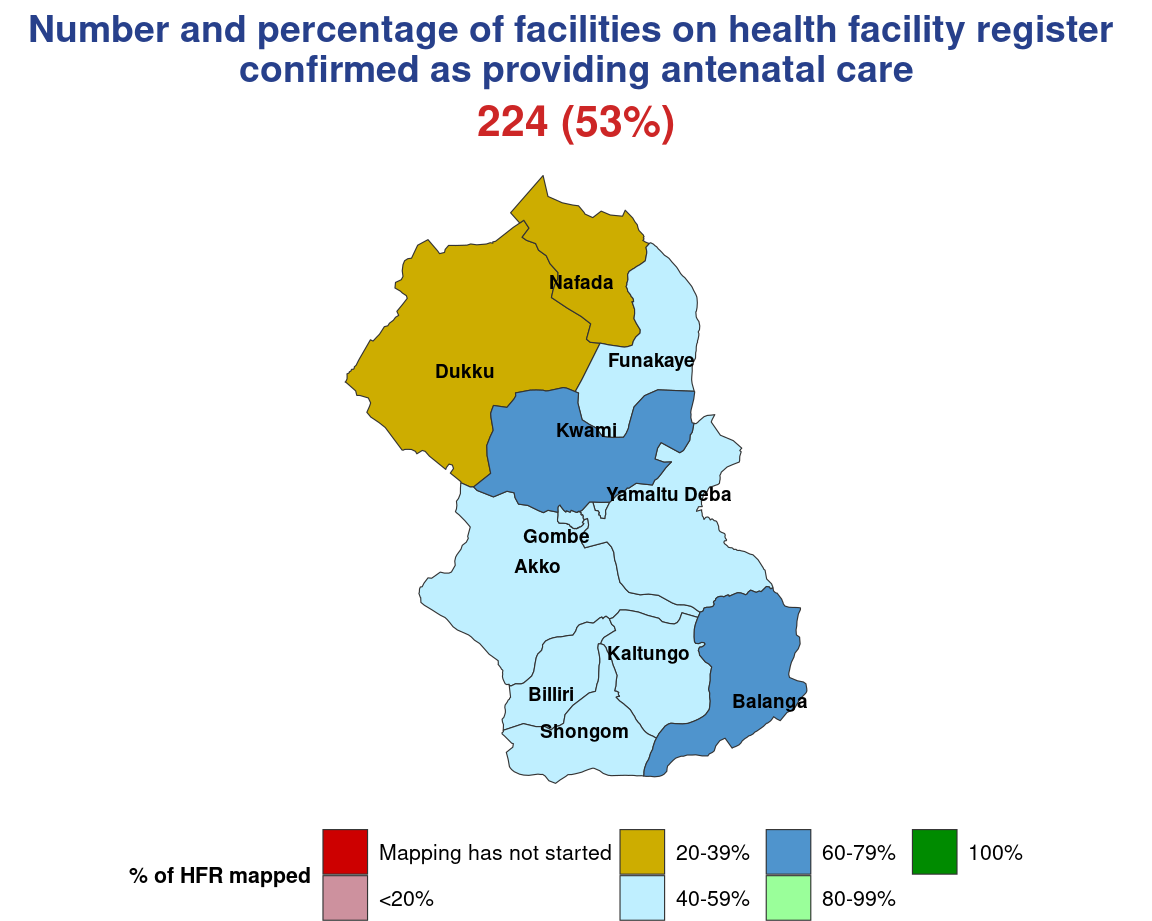 Number and percentage of facilities on health facility register
confirmed as providing antenatal care
224 (53%)
Nafada
Funakaye
Dukku
Kwami
Yamaltu Deba
Gombe
Akko
Kaltungo
Billiri
Balanga
Shongom
% of HFR mapped
Mapping has not started
<20%
20-39%
40-59%
60-79%
80-99%
100%